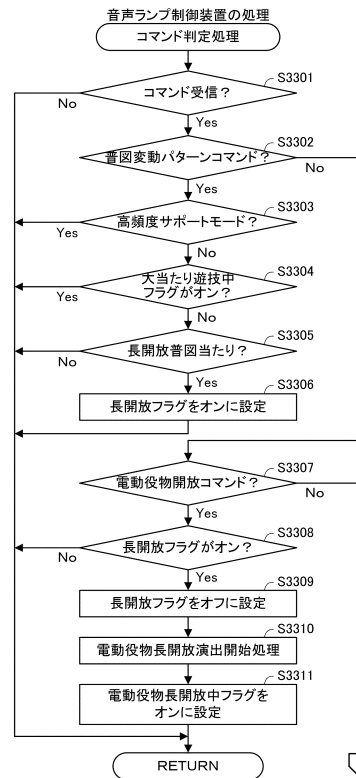 音声ランプ制御装置の処理
コマンド判定処理
S3301
コマンド受信？
No
Yes
S3302
普図変動パターンコマンド？
No
Yes
S3303
高頻度サポートモード？
Yes
No
S3304
大当たり遊技中
フラグがオン？
Yes
No
S3305
長開放普図当たり？
No
Yes
S3306
長開放フラグをオンに設定
S3307
電動役物開放コマンド？
No
Yes
S3308
長開放フラグがオン？
No
Yes
S3309
長開放フラグをオフに設定
S3310
電動役物長開放演出開始処理
S3311
電動役物長開放中フラグを
オンに設定
RETURN